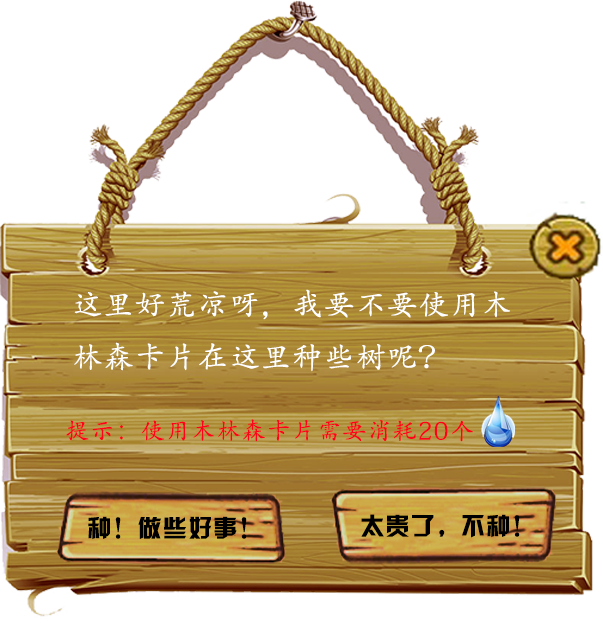 这里好荒凉呀，我要不要使用木
林森卡片在这里种些树呢？
提示：使用木林森卡片需要消耗20个
种！做些好事！
太贵了，不种！